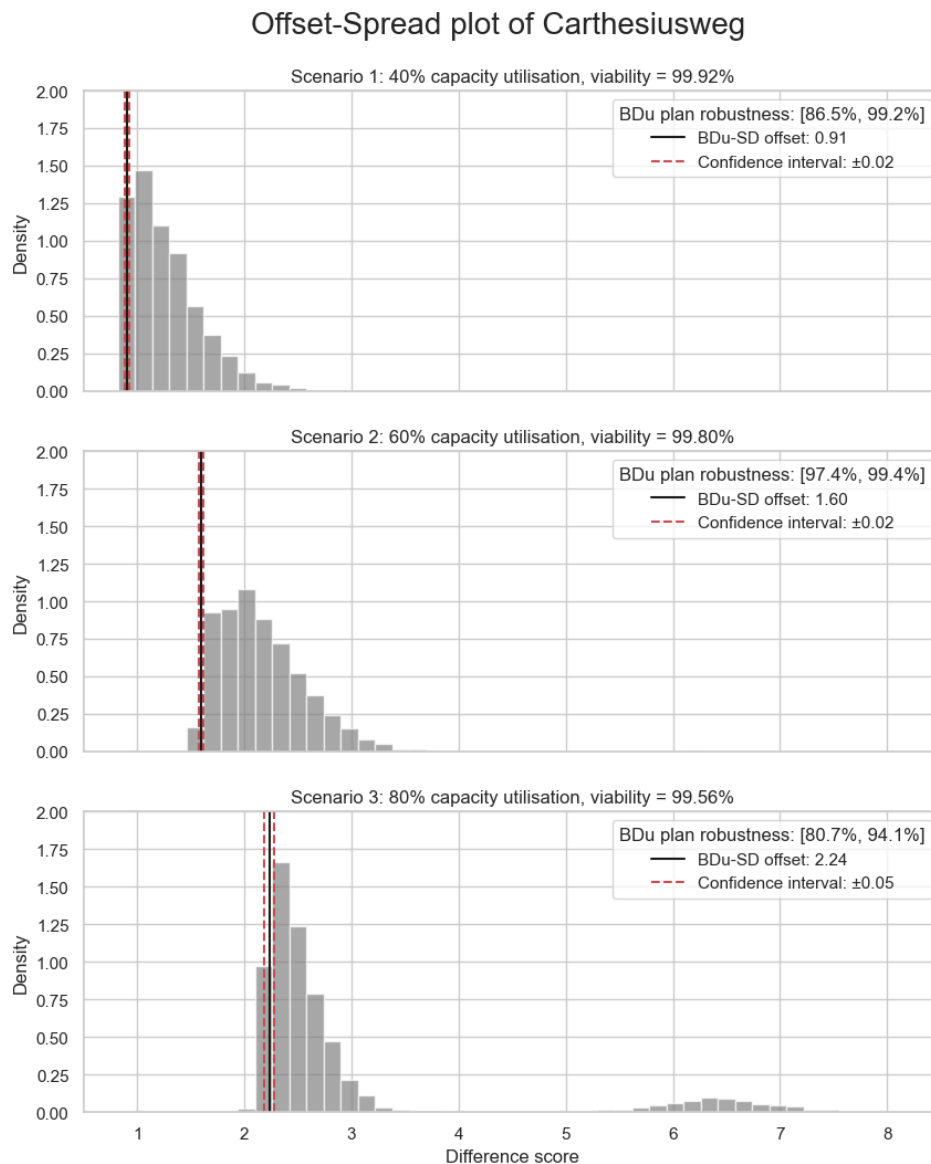 Offset-Spread plot of Carthesiusweg
Scenario 1: 40% capacity utilisation, viability = 99.92%
2.00
1.75
1.50
1.25
1.00
0.75
0.50
0.25
0.00
Density
BDu plan robustness: [86.5%, 99.2%]
BDu-SD offset: 0.91
Confidence interval: ±0.02
Scenario 2: 60% capacity utilisation, viability = 99.80%
2.00
1.75
1.50
1.25
1.00
0.75
0.50
0.25
0.00
Density
BDu plan robustness: [97.4%, 99.4%]
BDu-SD offset: 1.60
Confidence interval: ±0.02
Scenario 3: 80% capacity utilisation, viability = 99.56%
2.00
1.75
1.50
1.25
1.00
0.75
0.50
0.25
0.00
Density
BDu plan robustness: [80.7%, 94.1%]
BDu-SD offset: 2.24
Confidence interval: ±0.05
1 2 3 4 5 6 7 8
Difference score